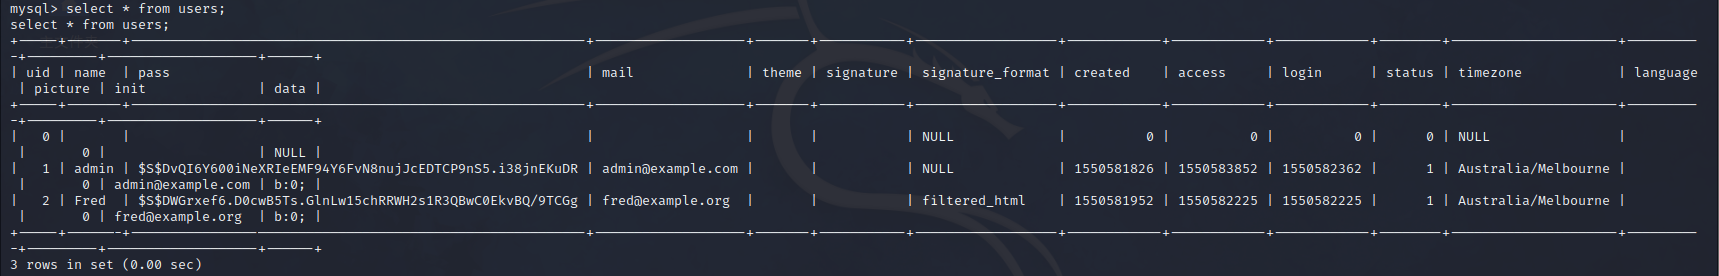 mysql> select * from users;
select * from users;
+-----+-------+---------------------------------------------------------+-------------------+-------+-----------+------------------+------------+------------+------------+--------+---------------------+---------
-+---------+-------------------+------+
| uid | name  | pass                                                    | mail              | theme | signature | signature_format | created    | access     | login      | status | timezone            | language
 | picture | init              | data |
+-----+-------+---------------------------------------------------------+-------------------+-------+-----------+------------------+------------+------------+------------+--------+---------------------+---------
-+---------+-------------------+------+
|   0 |       |                                                         |                   |       |           | NULL             |          0 |          0 |          0 |      0 | NULL                |
 |       0 |                   | NULL |
|   1 | admin | $S$DvQI6Y600iNeXRIeEMF94Y6FvN8nujJcEDTCP9nS5.i38jnEKuDR | admin@example.com |       |           | NULL             | 1550581826 | 1550583852 | 1550582362 |      1 | Australia/Melbourne |
 |       0 | admin@example.com | b:0; |
|   2 | Fred  | $S$DWGrxef6.D0cwB5Ts.GlnLw15chRRWH2s1R3QBwC0EkvBQ/9TCGg | fred@example.org  |       |           | filtered_html    | 1550581952 | 1550582225 | 1550582225 |      1 | Australia/Melbourne |
 |       0 | fred@example.org  | b:0; |
+-----+-------+---------------------------------------------------------+-------------------+-------+-----------+------------------+------------+------------+------------+--------+---------------------+---------
-+---------+-------------------+------+
3 rows in set (0.00 sec)